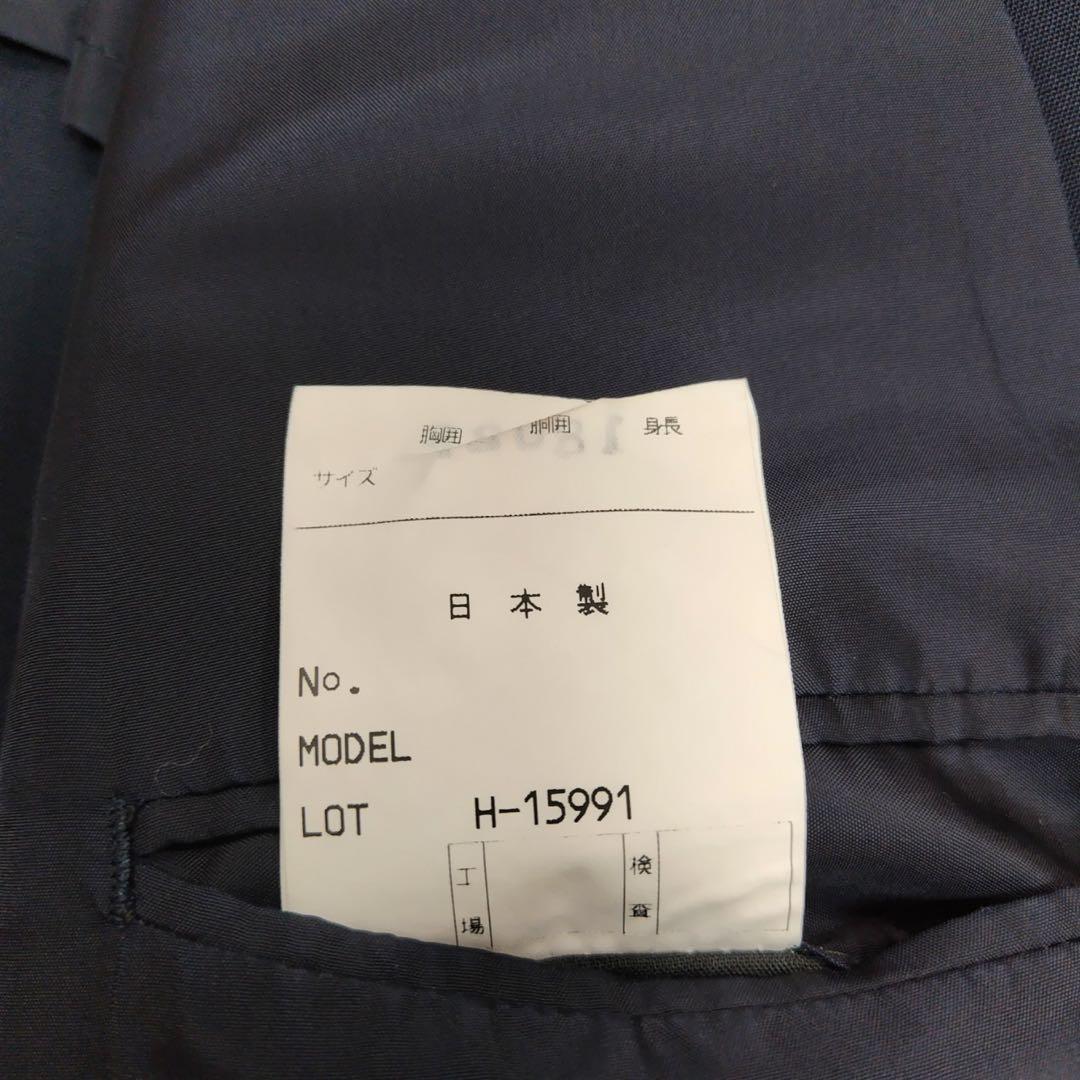 胸囲 胴囲 身長
サイズ
日本製
No.
MODEL
LOT H-15991
工場 検査